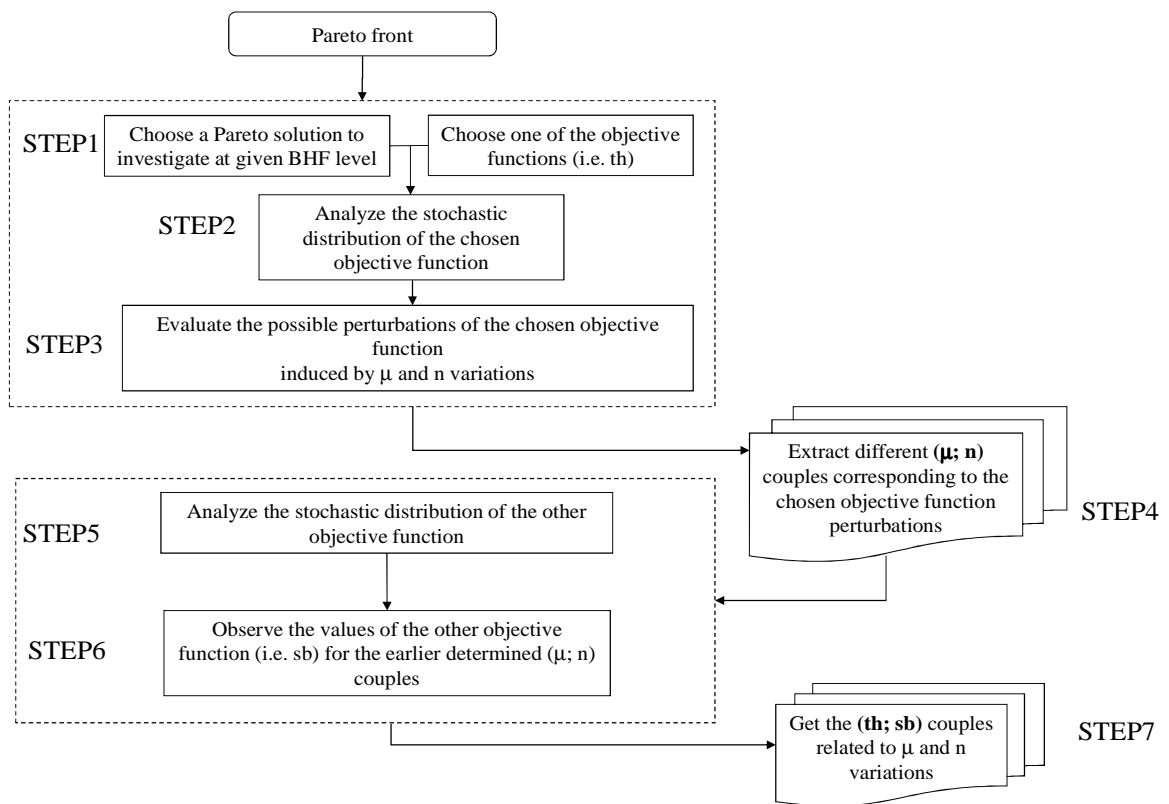 Pareto front
STEP1
Choose a Pareto solution to
investigate at given BHF level
Choose one of the objective
functions (i.e. th)
STEP2
Analyze the stochastic
distribution of the chosen
objective function
STEP3
Evaluate the possible perturbations of the chosen objective
function
induced by μ and n variations
Extract different (μ; n)
couples corresponding to the
chosen objective function
perturbations
STEP4
STEP5
Analyze the stochastic distribution of the other
objective function
STEP6
Observe the values of the other objective
function (i.e. sb) for the earlier determined (μ; n)
couples
Get the (th; sb) couples
related to μ and n
variations
STEP7